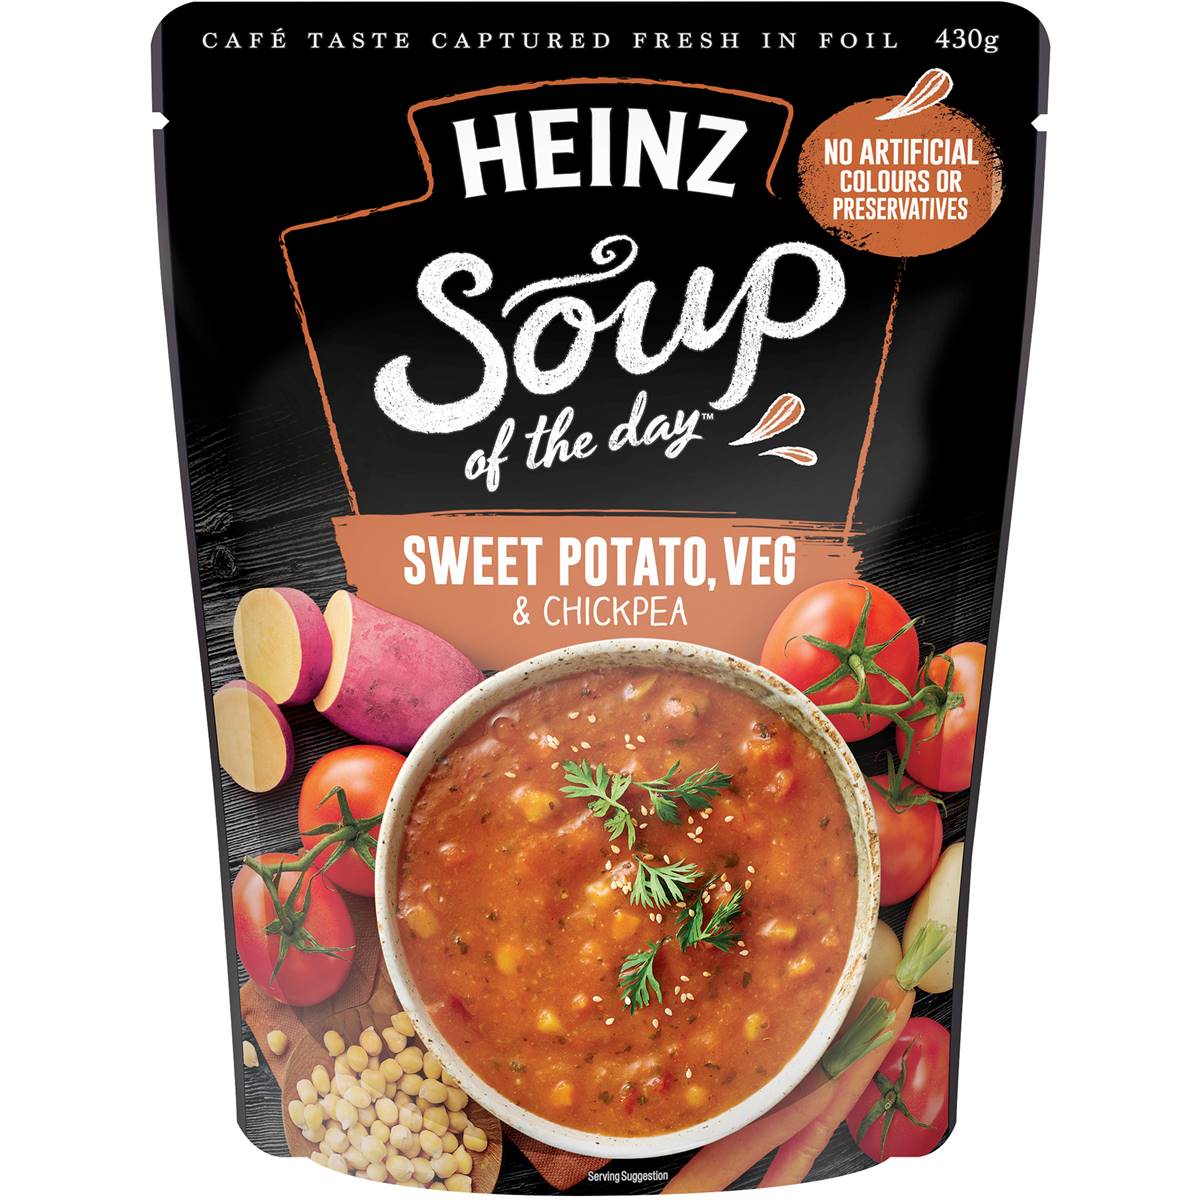 CAFÉ TASTE CAPTURED FRESH IN FOIL 430g
HEINZ
NO ARTIFICIAL
COLOURS OR
PRESERVATIVES
Soup
of the day™
SWEET POTATO, VEG
& CHICKPEA
Serving Suggestion